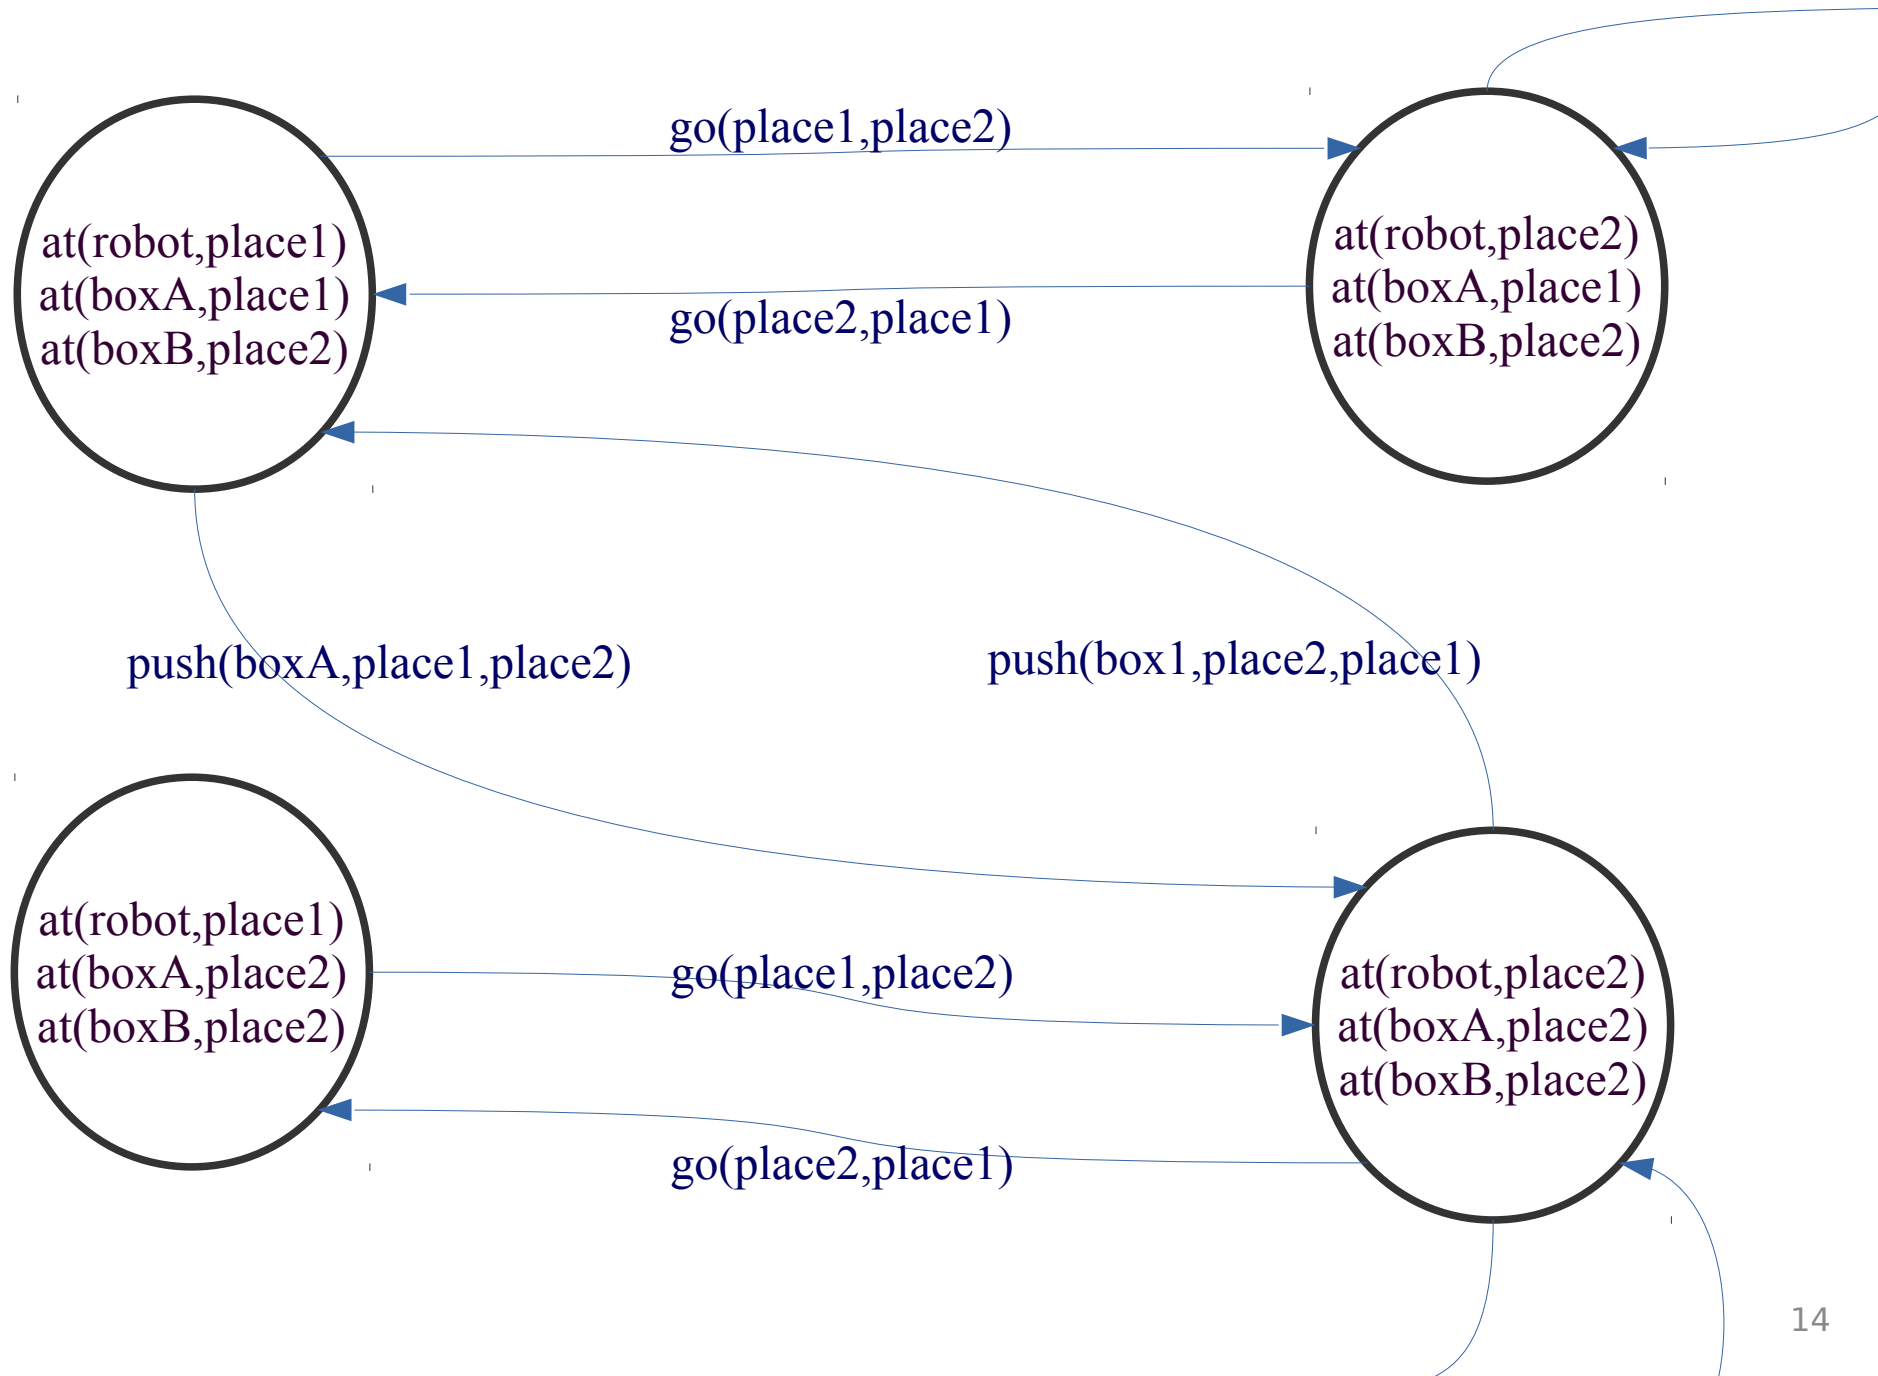 go(place1,place2)
at(robot,place1)
at(boxA,place1)
at(boxB,place2)
at(robot,place2)
at(boxA,place1)
at(boxB,place2)
go(place2,place1)
push(boxA,place1,place2)
push(box1,place2,place1)
at(robot,place1)
at(boxA,place2)
at(boxB,place2)
go(place1,place2)
at(robot,place2)
at(boxA,place2)
at(boxB,place2)
go(place2,place1)
14